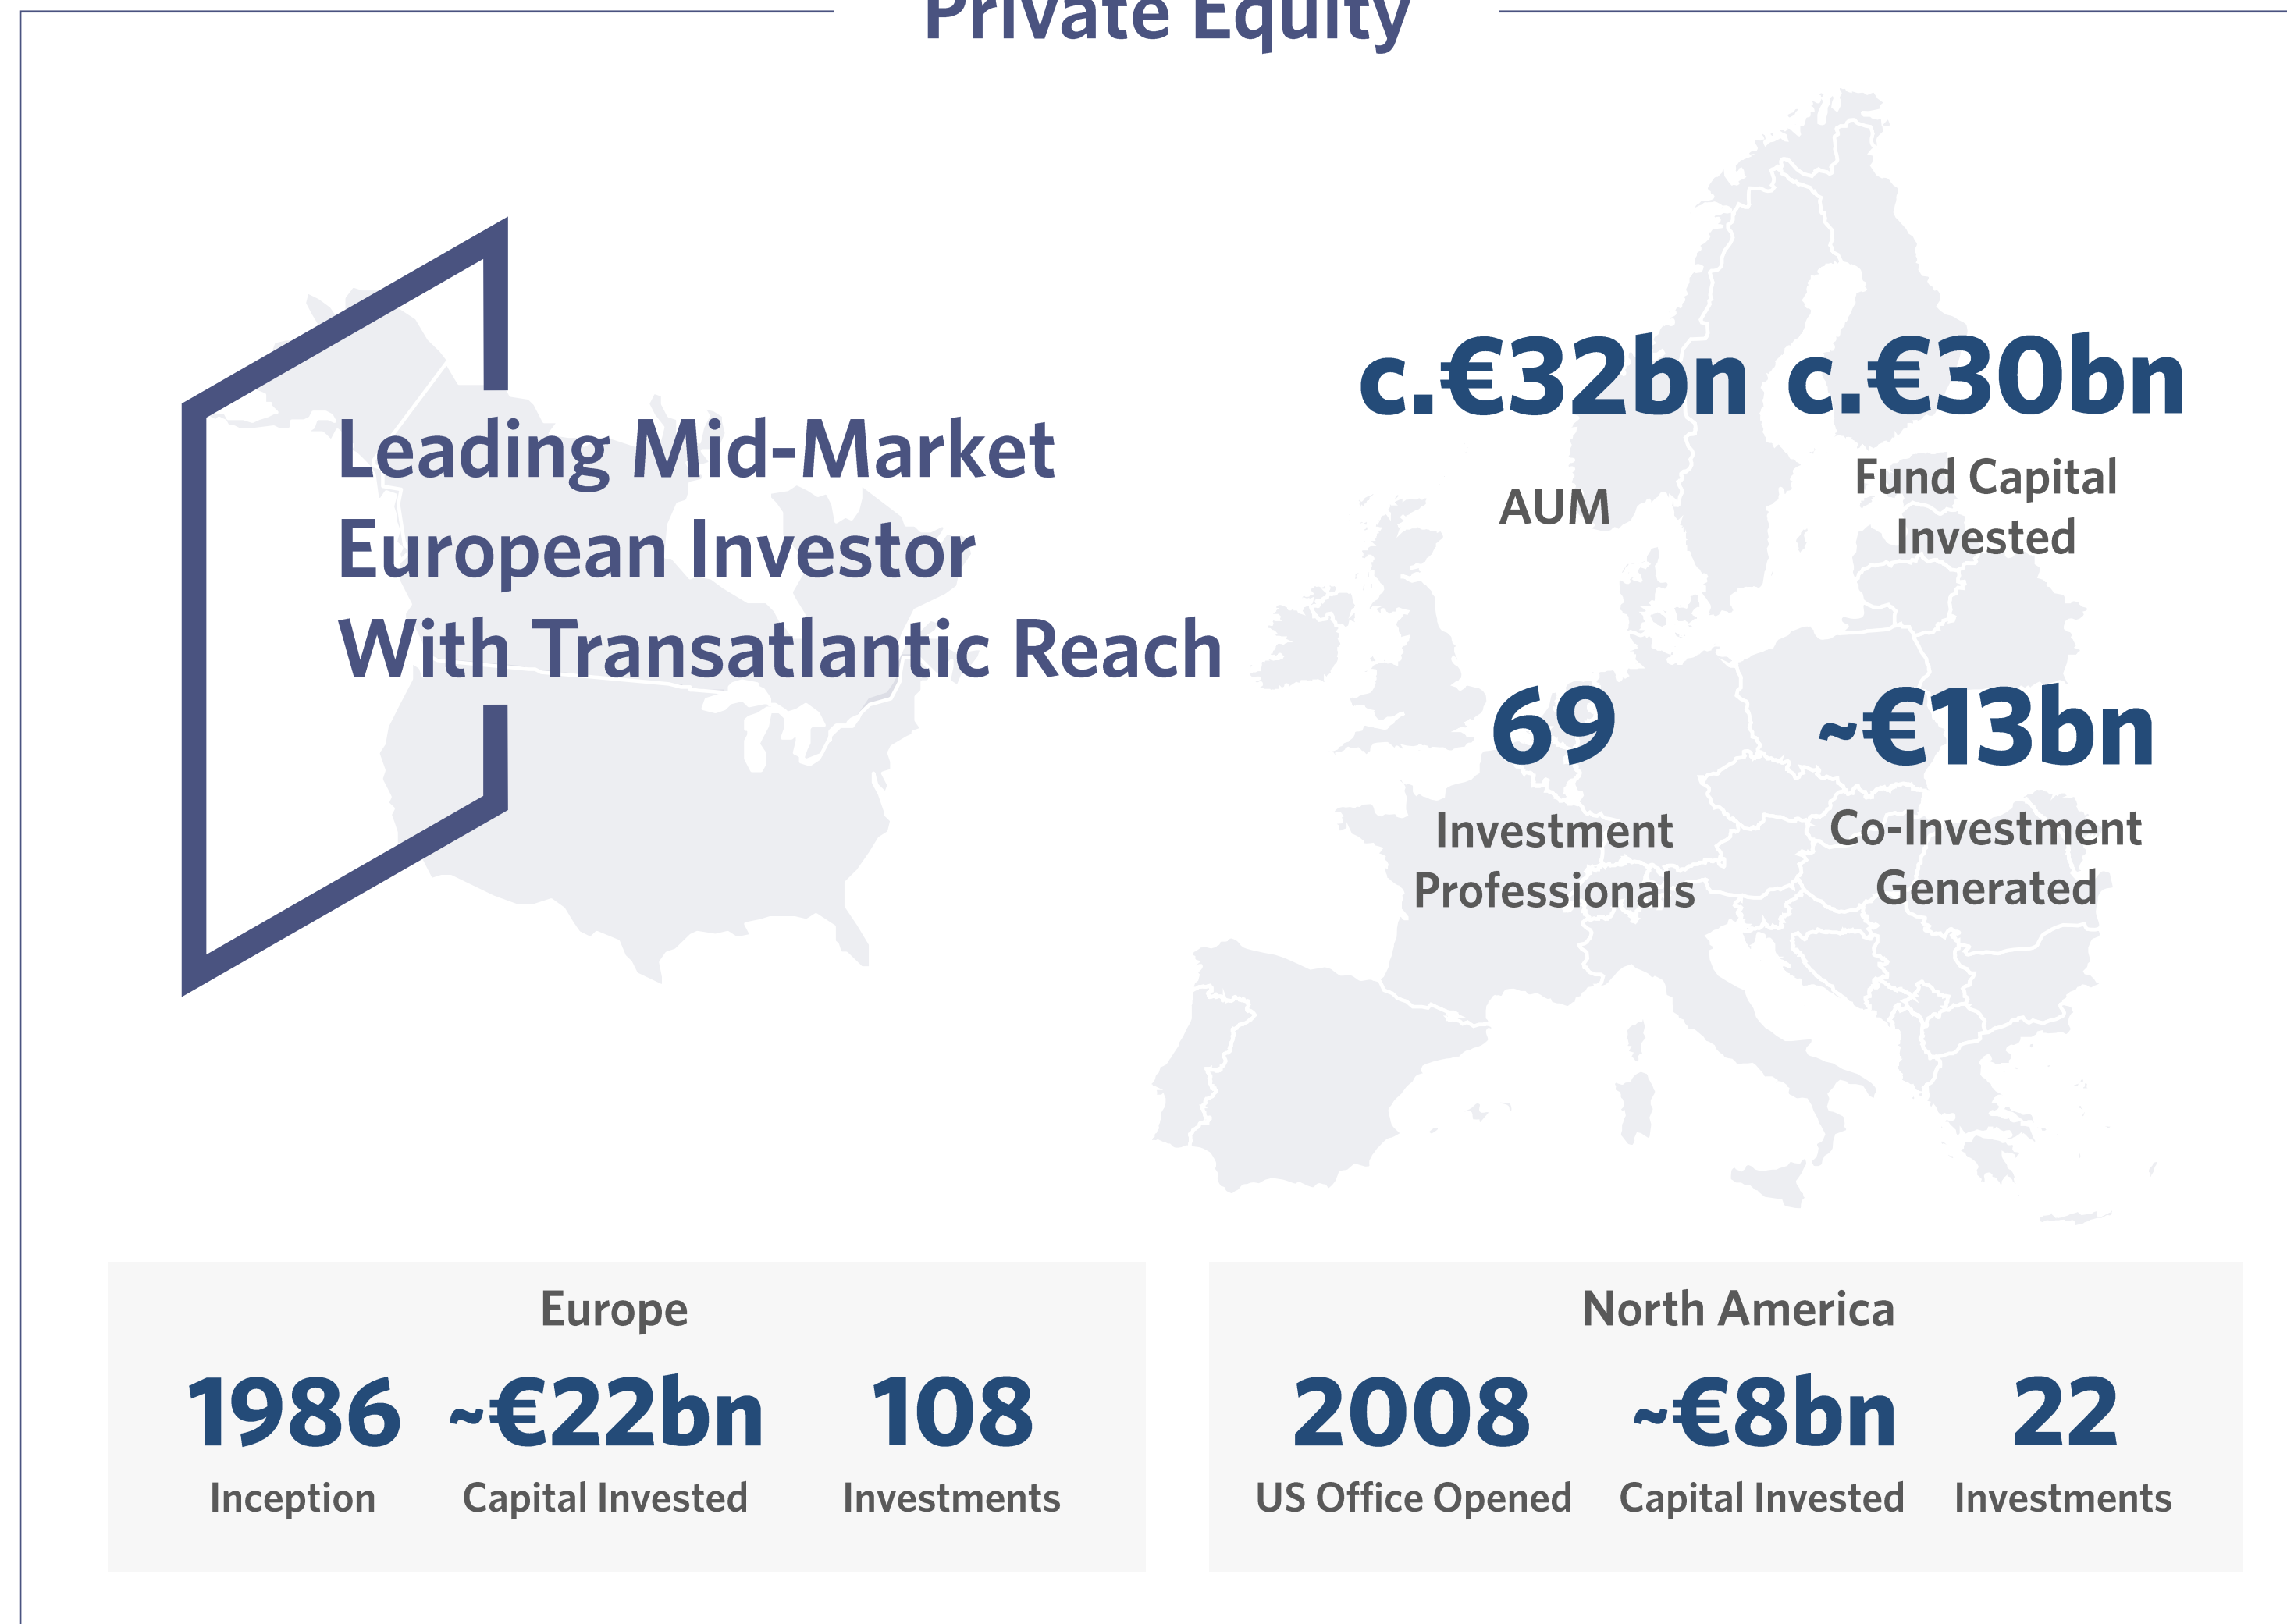 Private Equity
Leading Mid-Market
European Investor
With Transatlantic Reach
c.€32bn
AUM
c.€30bn
Fund Capital
Invested
69
Investment
Professionals
~€13bn
Co-Investment
Generated
Europe
1986
Inception
~€22bn
Capital Invested
108
Investments
North America
2008
US Office Opened
~€8bn
Capital Invested
22
Investments